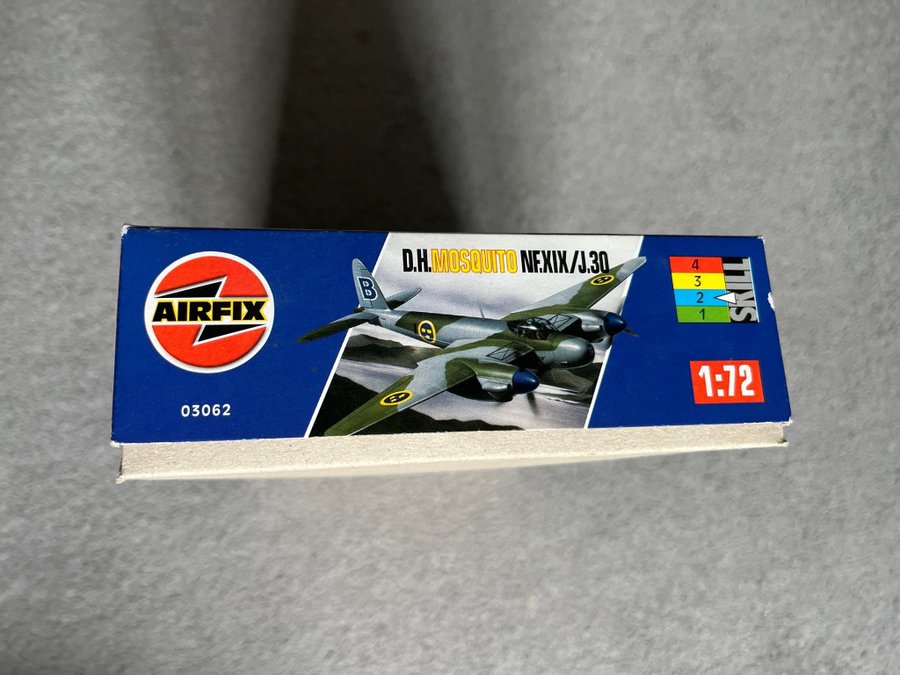 AIRFIX
03062
D.H.MOSQUITO NF.XIX/J.30
B
4
3
2
1
SKILL
1:72